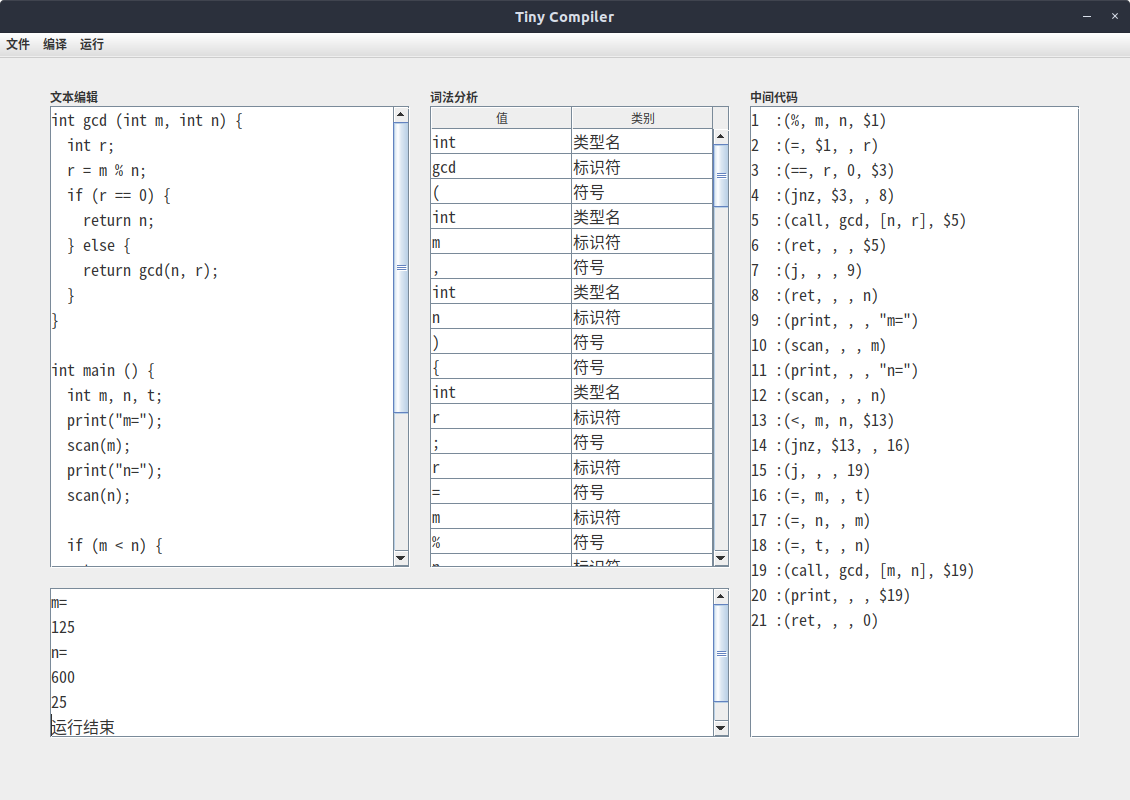 Tiny Compiler
文件 编译 运行
文本编辑
int gcd (int m, int n) {
  int r;
  r = m % n;
  if (r == 0) {
    return n;
  } else {
    return gcd(n, r);
  }
}
int main () {
  int m, n, t;
  print("m=");
  scan(m);
  print("n=");
  scan(n);
  if (m < n) {
词法分析
值 类别
int 类型名
gcd 标识符
( 符号
int 类型名
m 标识符
, 符号
int 类型名
n 标识符
) 符号
{ 符号
int 类型名
r 标识符
; 符号
r 标识符
= 符号
m 标识符
% 符号
n 标识符
中间代码
1 :(%, m, n, $1)
2 :(=, $1, , r)
3 :(==, r, 0, $3)
4 :(jnz, $3, , 8)
5 :(call, gcd, [n, r], $5)
6 :(ret, , , $5)
7 :(j, , , 9)
8 :(ret, , , n)
9 :(print, , , "m=")
10 :(scan, , , m)
11 :(print, , , "n=")
12 :(scan, , , n)
13 :(<, m, n, $13)
14 :(jnz, $13, , 16)
15 :(j, , , 19)
16 :(=, m, , t)
17 :(=, n, , m)
18 :(=, t, , n)
19 :(call, gcd, [m, n], $19)
20 :(print, , , $19)
21 :(ret, , , 0)
m=
125
n=
600
25
运行结束